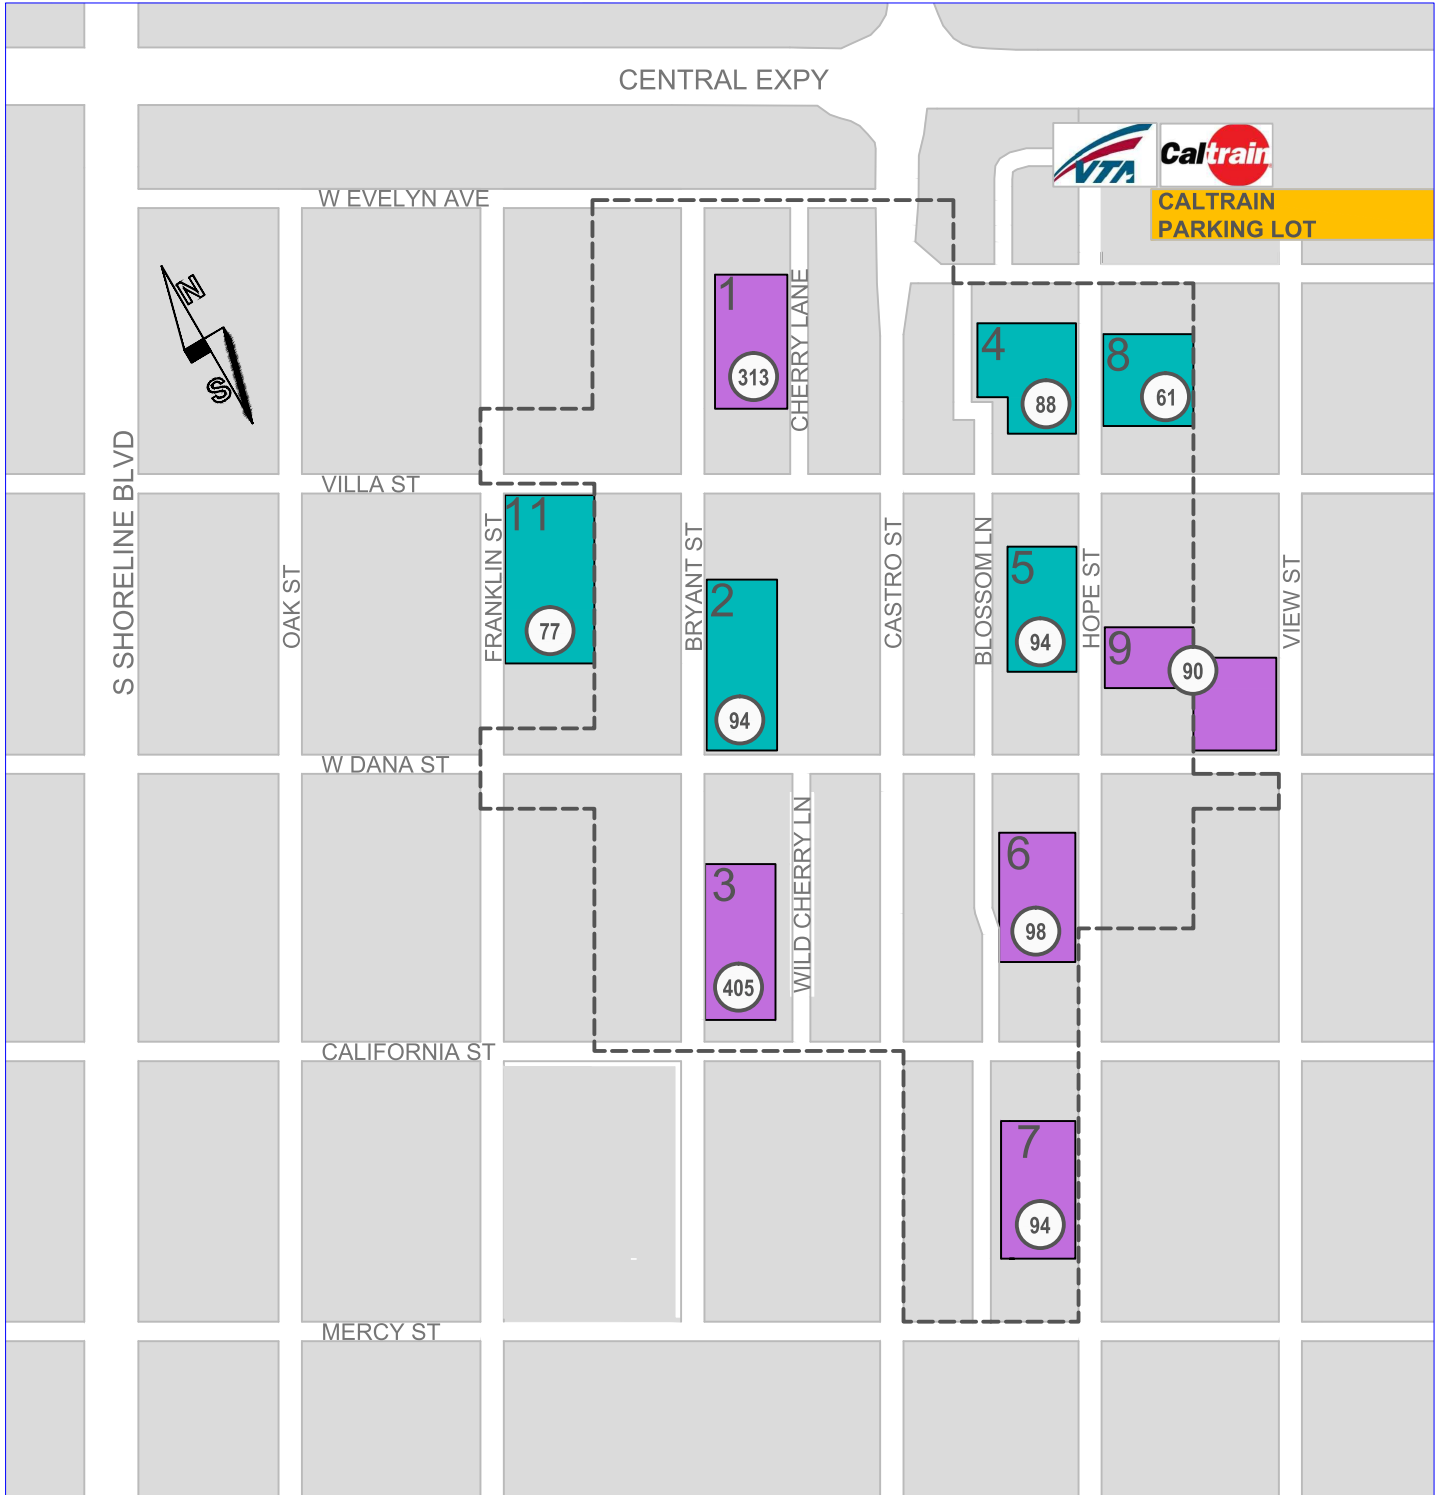 CENTRAL EXPY
VTA
Caltrain
W EVELYN AVE
CALTRAIN
PARKING LOT
N
S
1
313
CHERRY LANE
4
88
8
61
S SHORELINE BLVD
VILLA ST
OAK ST
FRANKLIN ST
11
77
BRYANT ST
2
94
CASTRO ST
BLOSSOM LN
5
94
HOPE ST
9
90
VIEW ST
W DANA ST
WILD CHERRY LN
3
405
6
98
CALIFORNIA ST
7
94
MERCY ST